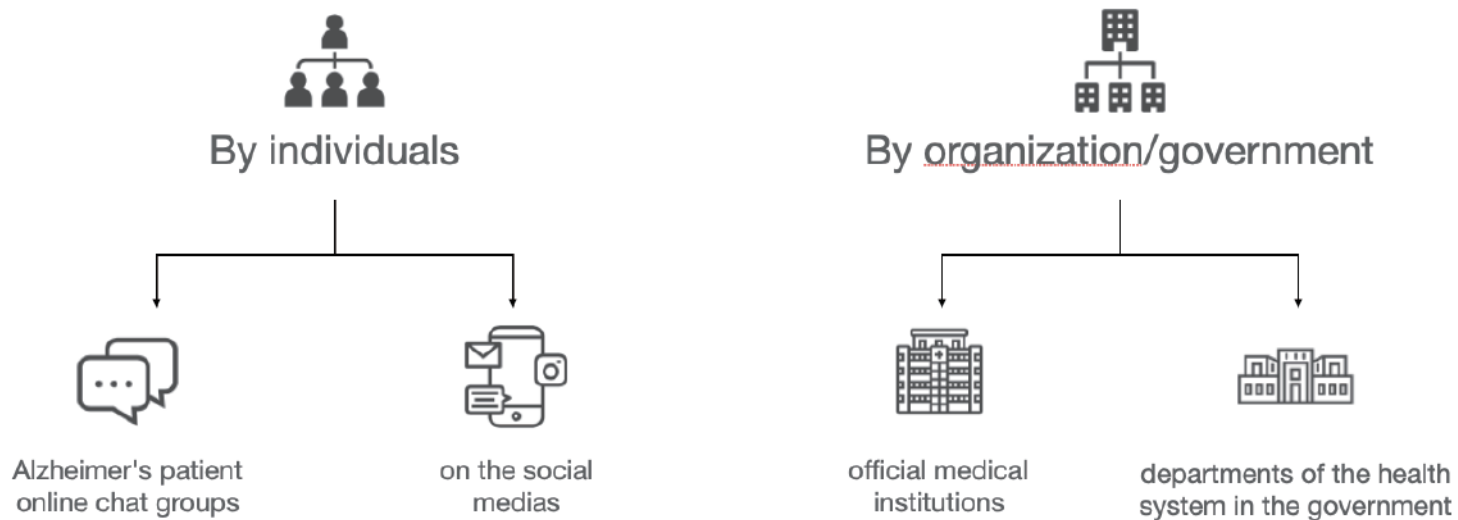 By individuals
By organization/government
Alzheimer's patient
online chat groups
on the social
medias
official medical
institutions
departments of the health
system in the government